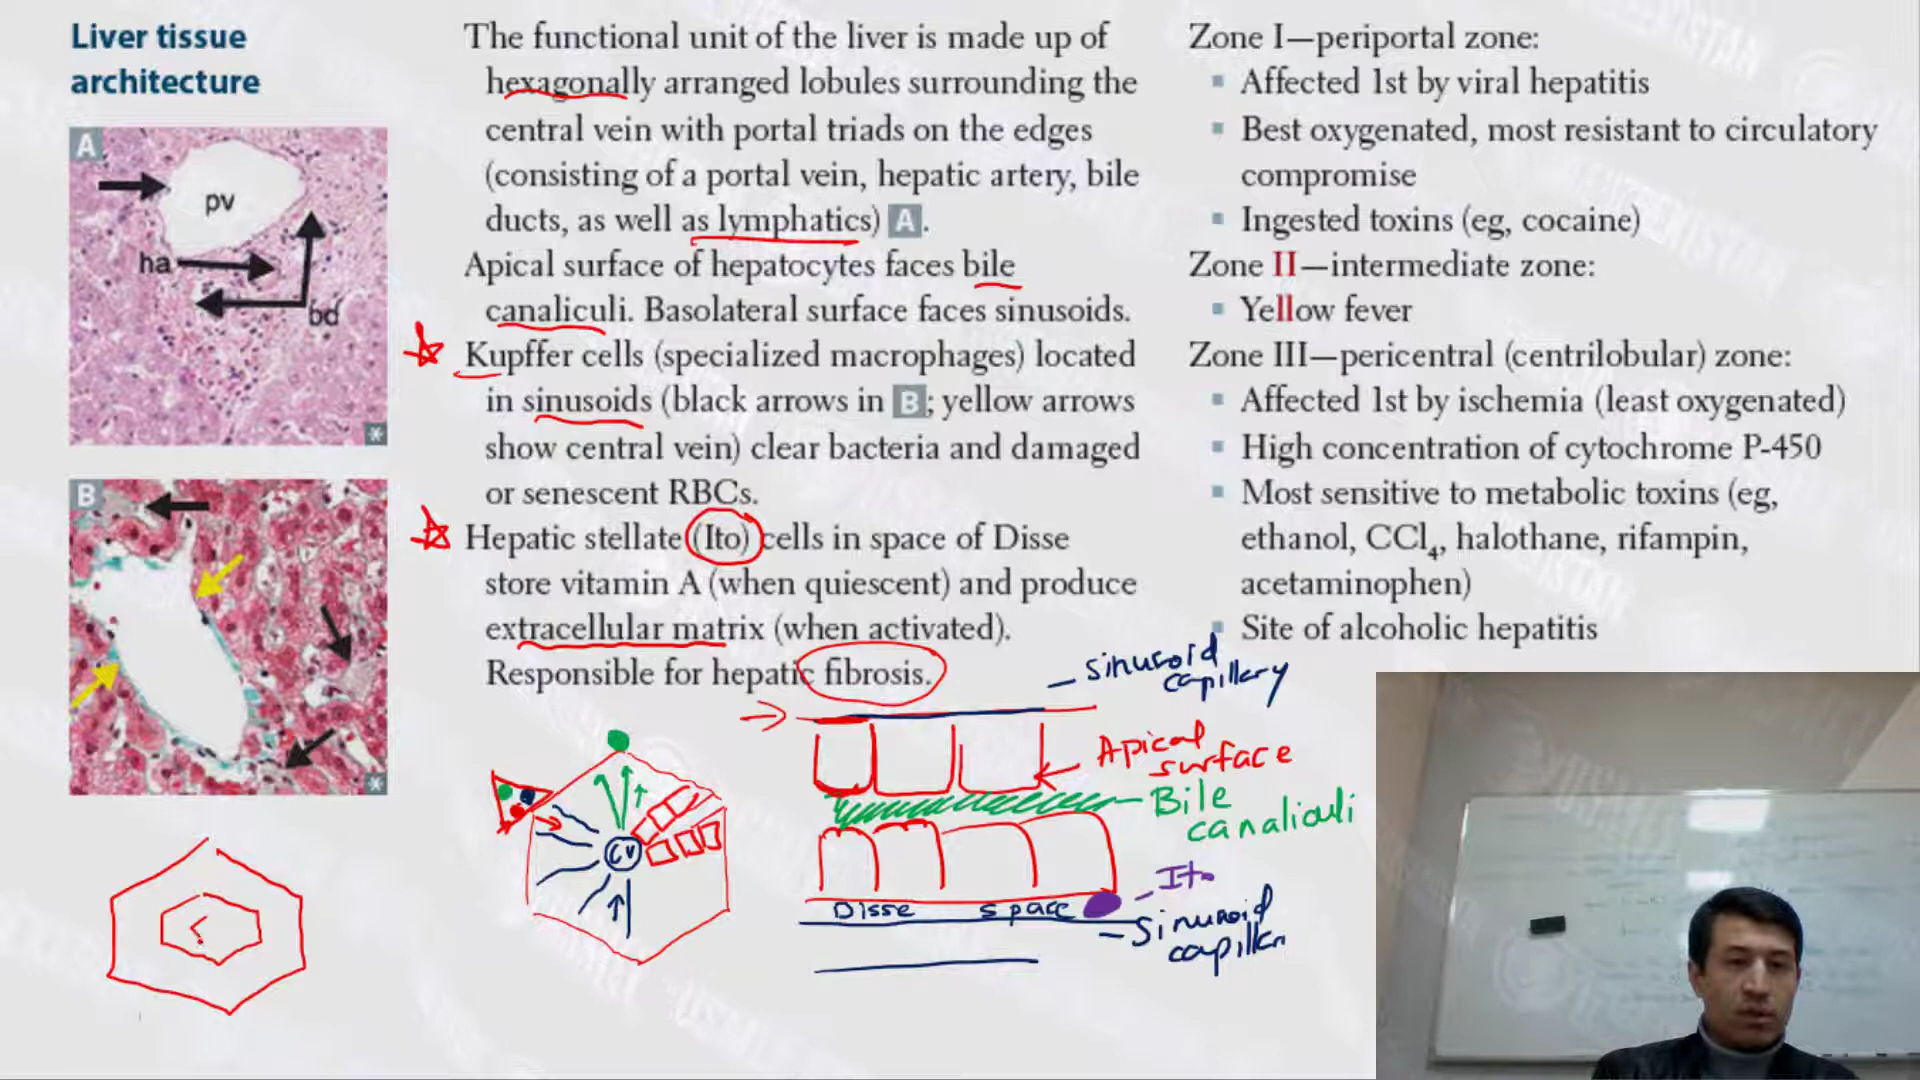 Liver tissue
architecture
A
pv
ha
bd
B
The functional unit of the liver is made up of
hexagonally arranged lobules surrounding the
central vein with portal triads on the edges
(consisting of a portal vein, hepatic artery, bile
ducts, as well as lymphatics) A.
Apical surface of hepatocytes faces bile
canaliculi. Basolateral surface faces sinusoids.
Kupffer cells (specialized macrophages) located
in sinusoids (black arrows in B; yellow arrows
show central vein) clear bacteria and damaged
or senescent RBCs.
Hepatic stellate (Ito) cells in space of Disse
store vitamin A (when quiescent) and produce
extracellular matrix (when activated).
Responsible for hepatic fibrosis.
Zone I—periportal zone:
Affected 1st by viral hepatitis
Best oxygenated, most resistant to circulatory
compromise
Ingested toxins (eg, cocaine)
Zone II—intermediate zone:
Yellow fever
Zone III—pericentral (centrilobular) zone:
Affected 1st by ischemia (least oxygenated)
High concentration of cytochrome P-450
Most sensitive to metabolic toxins (eg,
ethanol, CCl4, halothane, rifampin,
acetaminophen)
Site of alcoholic hepatitis
sinusoid
capillary
Apical
surface
Bile
canaliculi
CV
Ito
Disse space
Sinusoid